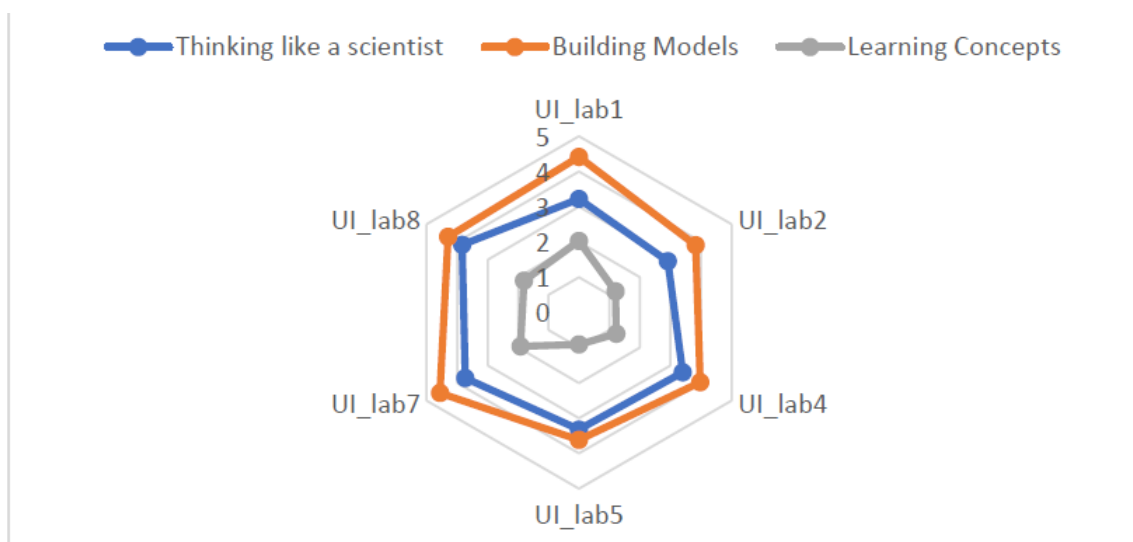 Thinking like a scientist Building Models Learning Concepts
UI_lab1
5
4
3
UI_lab8 UI_lab2
2
1
0
UI_lab7 UI_lab4
UI_lab5